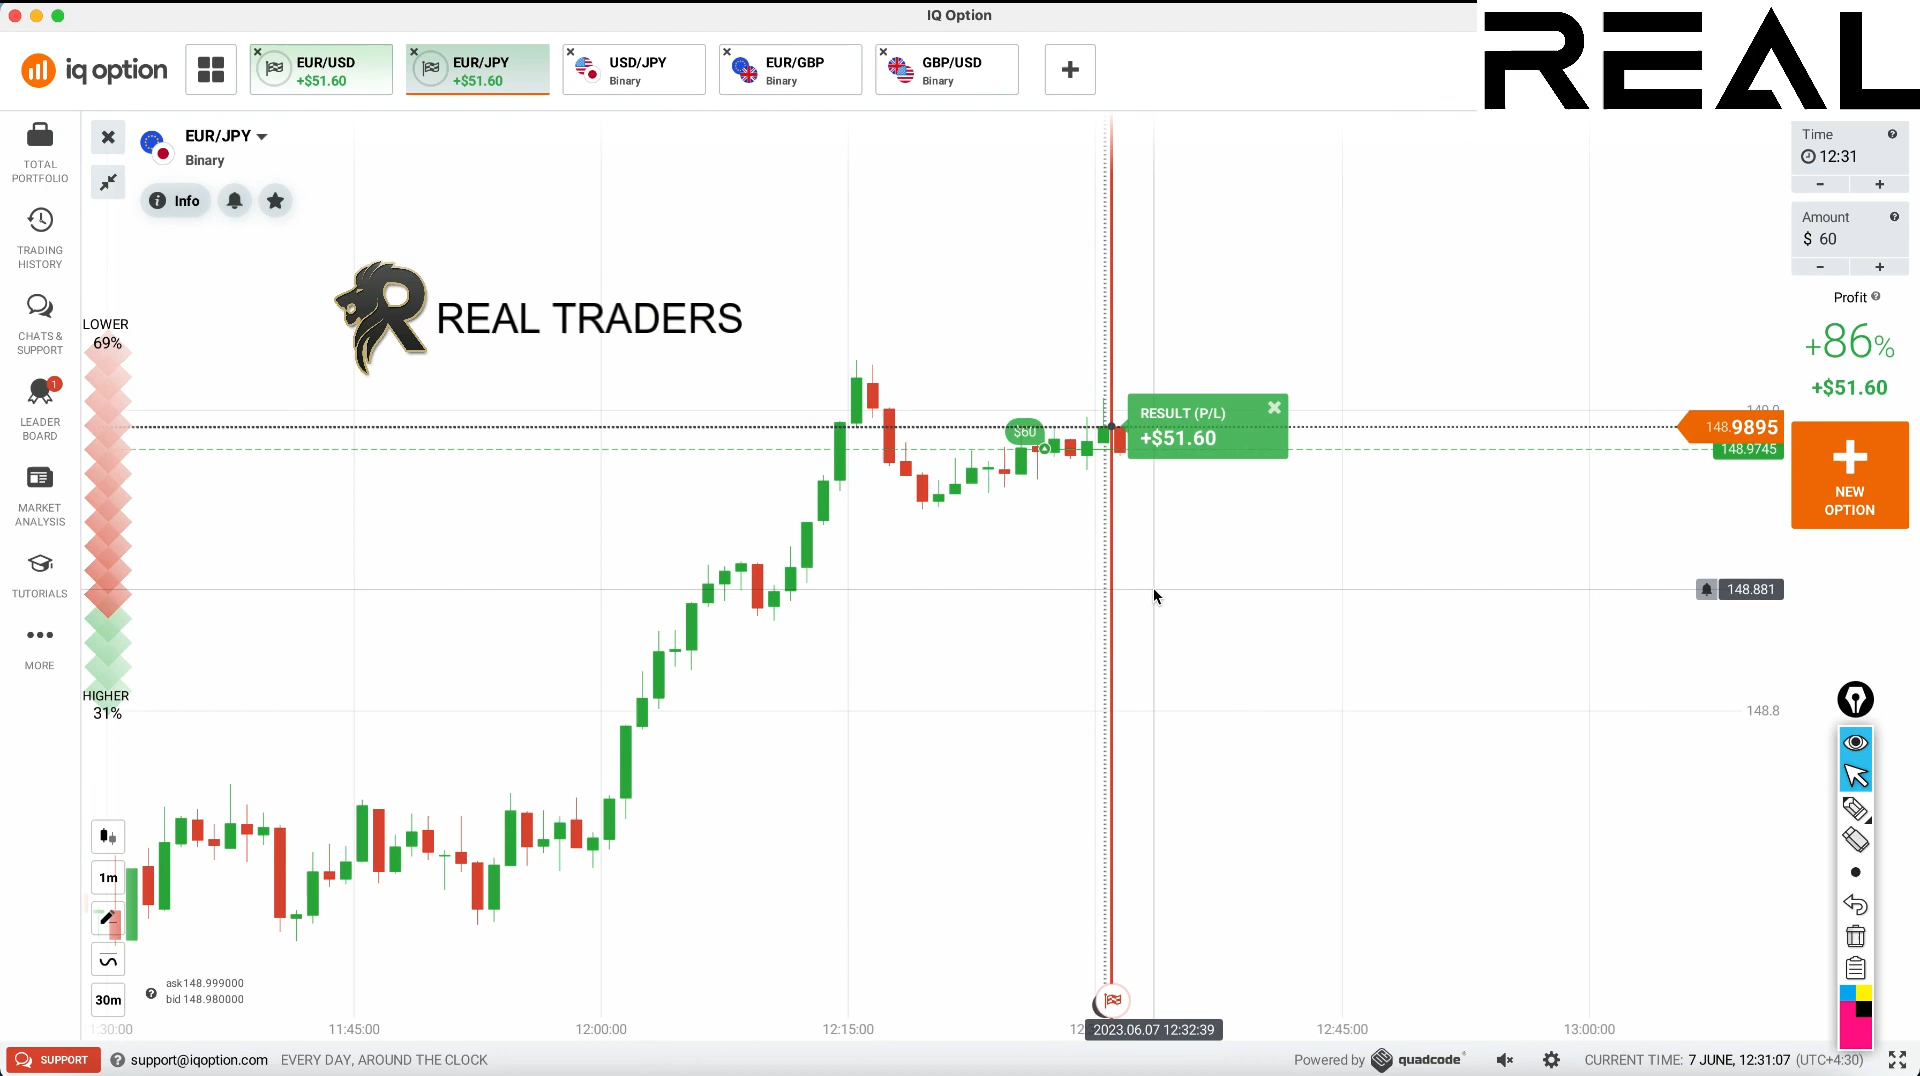 IQ Option
REAL
iq option
EUR/USD
+$51.60
EUR/JPY
+$51.60
USD/JPY
Binary
EUR/GBP
Binary
GBP/USD
Binary
TOTAL
PORTFOLIO
TRADING
HISTORY
CHATS &
SUPPORT
1
LEADER
BOARD
MARKET
ANALYSIS
TUTORIALS
MORE
EUR/JPY
Binary
Info
REAL TRADERS
LOWER
69%
HIGHER
31%
$60
RESULT (P/L)
+$51.60
148.9895
148.9745
148.881
148.8
Time
12:31
Amount
$ 60
Profit
+86%
+$51.60
NEW
OPTION
1m
30m
ask148.999000
bid 148.980000
11:45:00
12:00:00
12:15:00
2023.06.07 12:32:39
12:45:00
13:00:00
SUPPORT
support@iqoption.com
EVERY DAY, AROUND THE CLOCK
Powered by quadcode
CURRENT TIME: 7 JUNE, 12:31:07 (UTC+4:30)